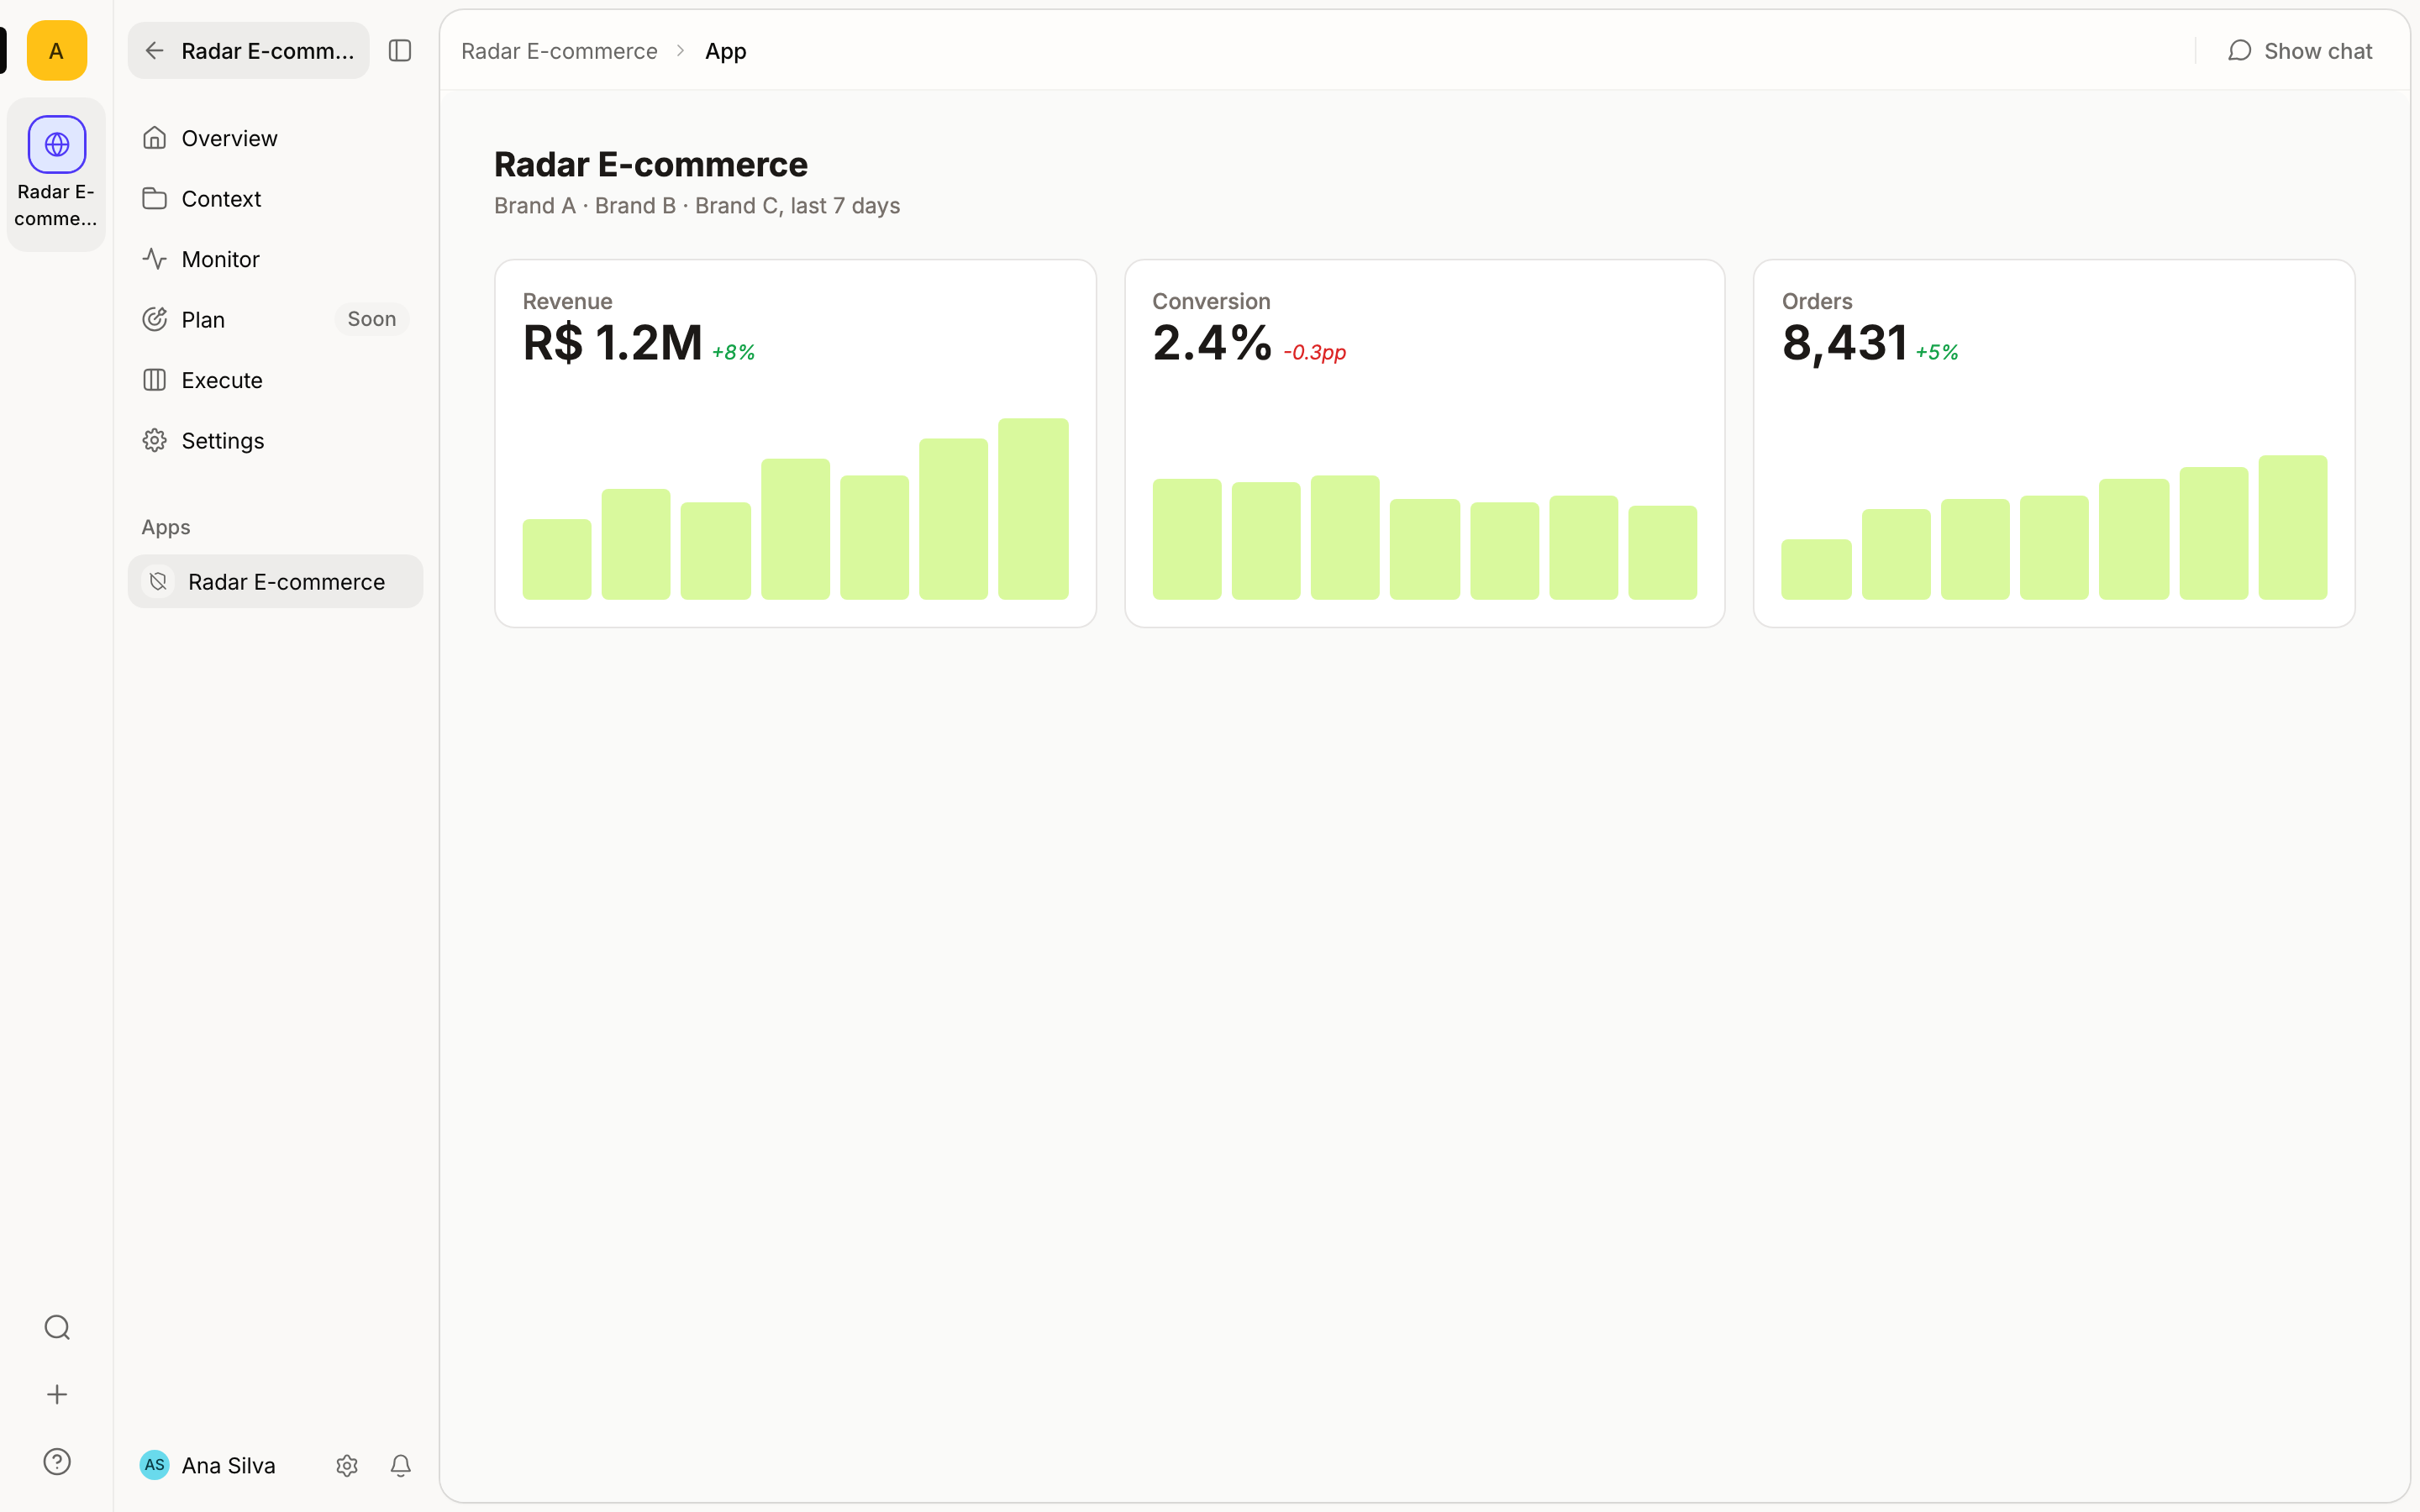 A
Radar E-
comme...
Radar E-comm...
Overview
Context
Monitor
Plan
Soon
Execute
Settings
Apps
Radar E-commerce
AS
Ana Silva
Radar E-commerce > App
Show chat
Radar E-commerce
Brand A · Brand B · Brand C, last 7 days
Revenue
R$ 1.2M +8%
Conversion
2.4% -0.3pp
Orders
8,431 +5%